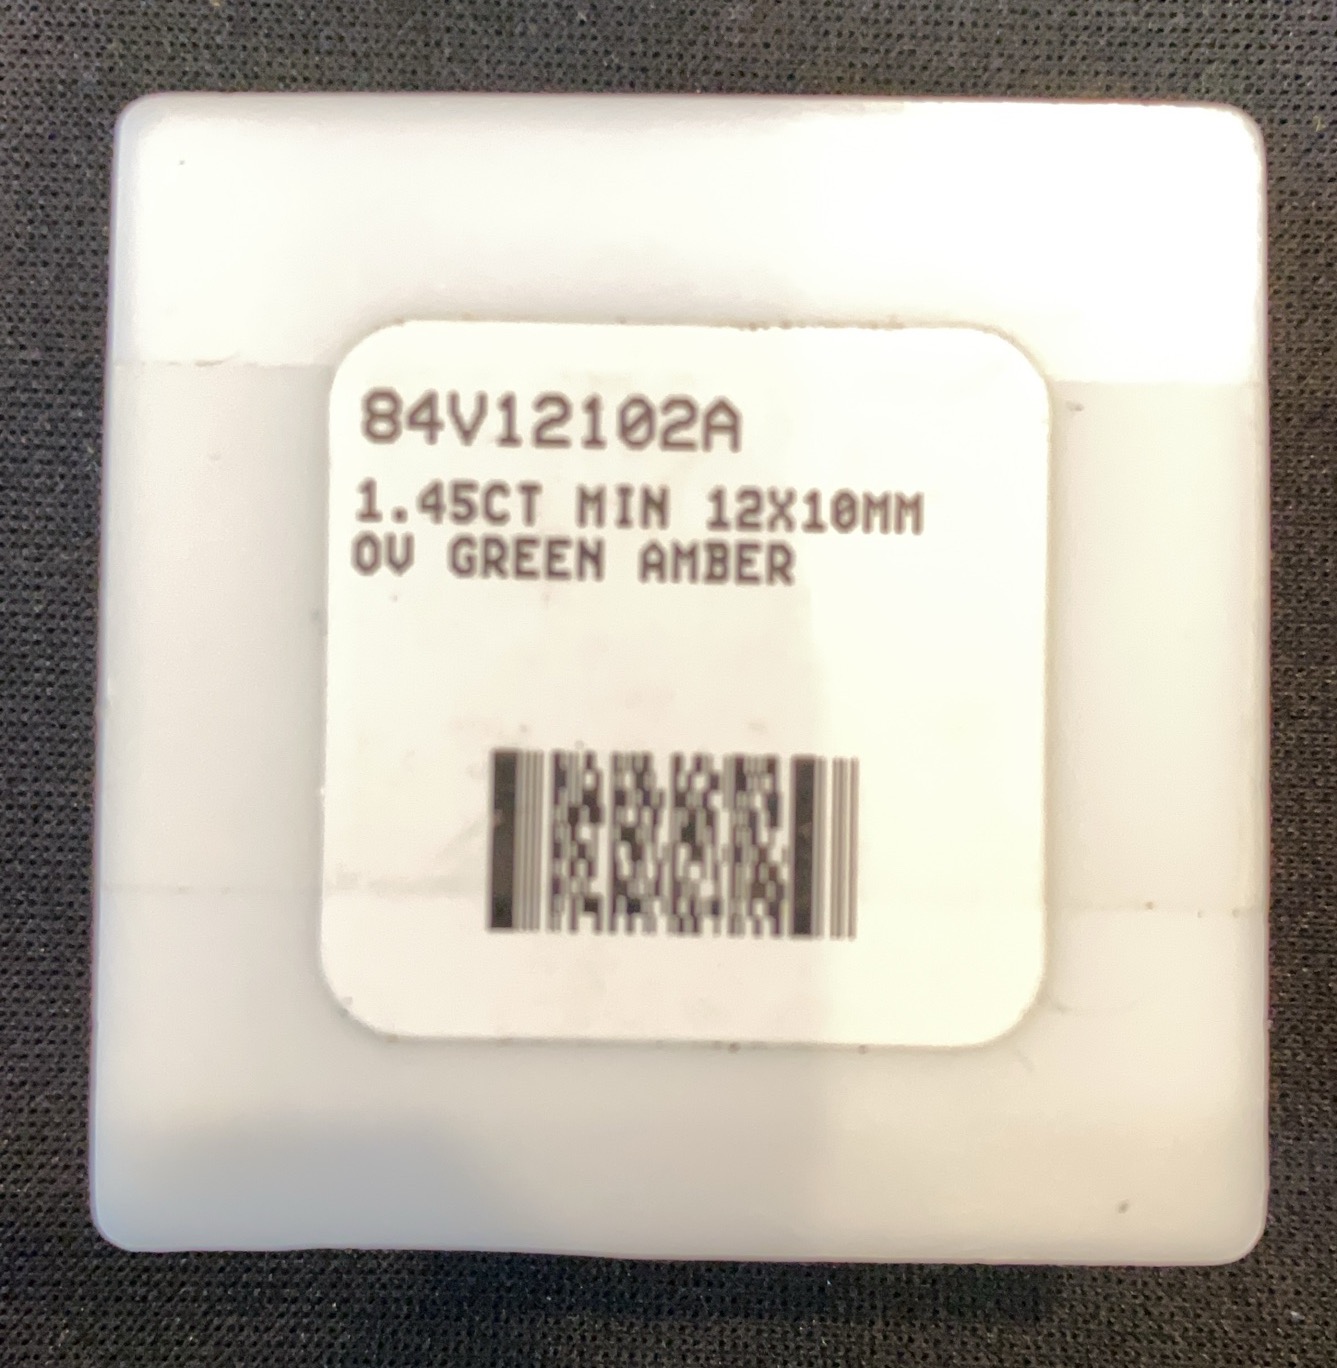 84V12102A
1.45CT MIN 12X10MM
OV GREEN AMBER